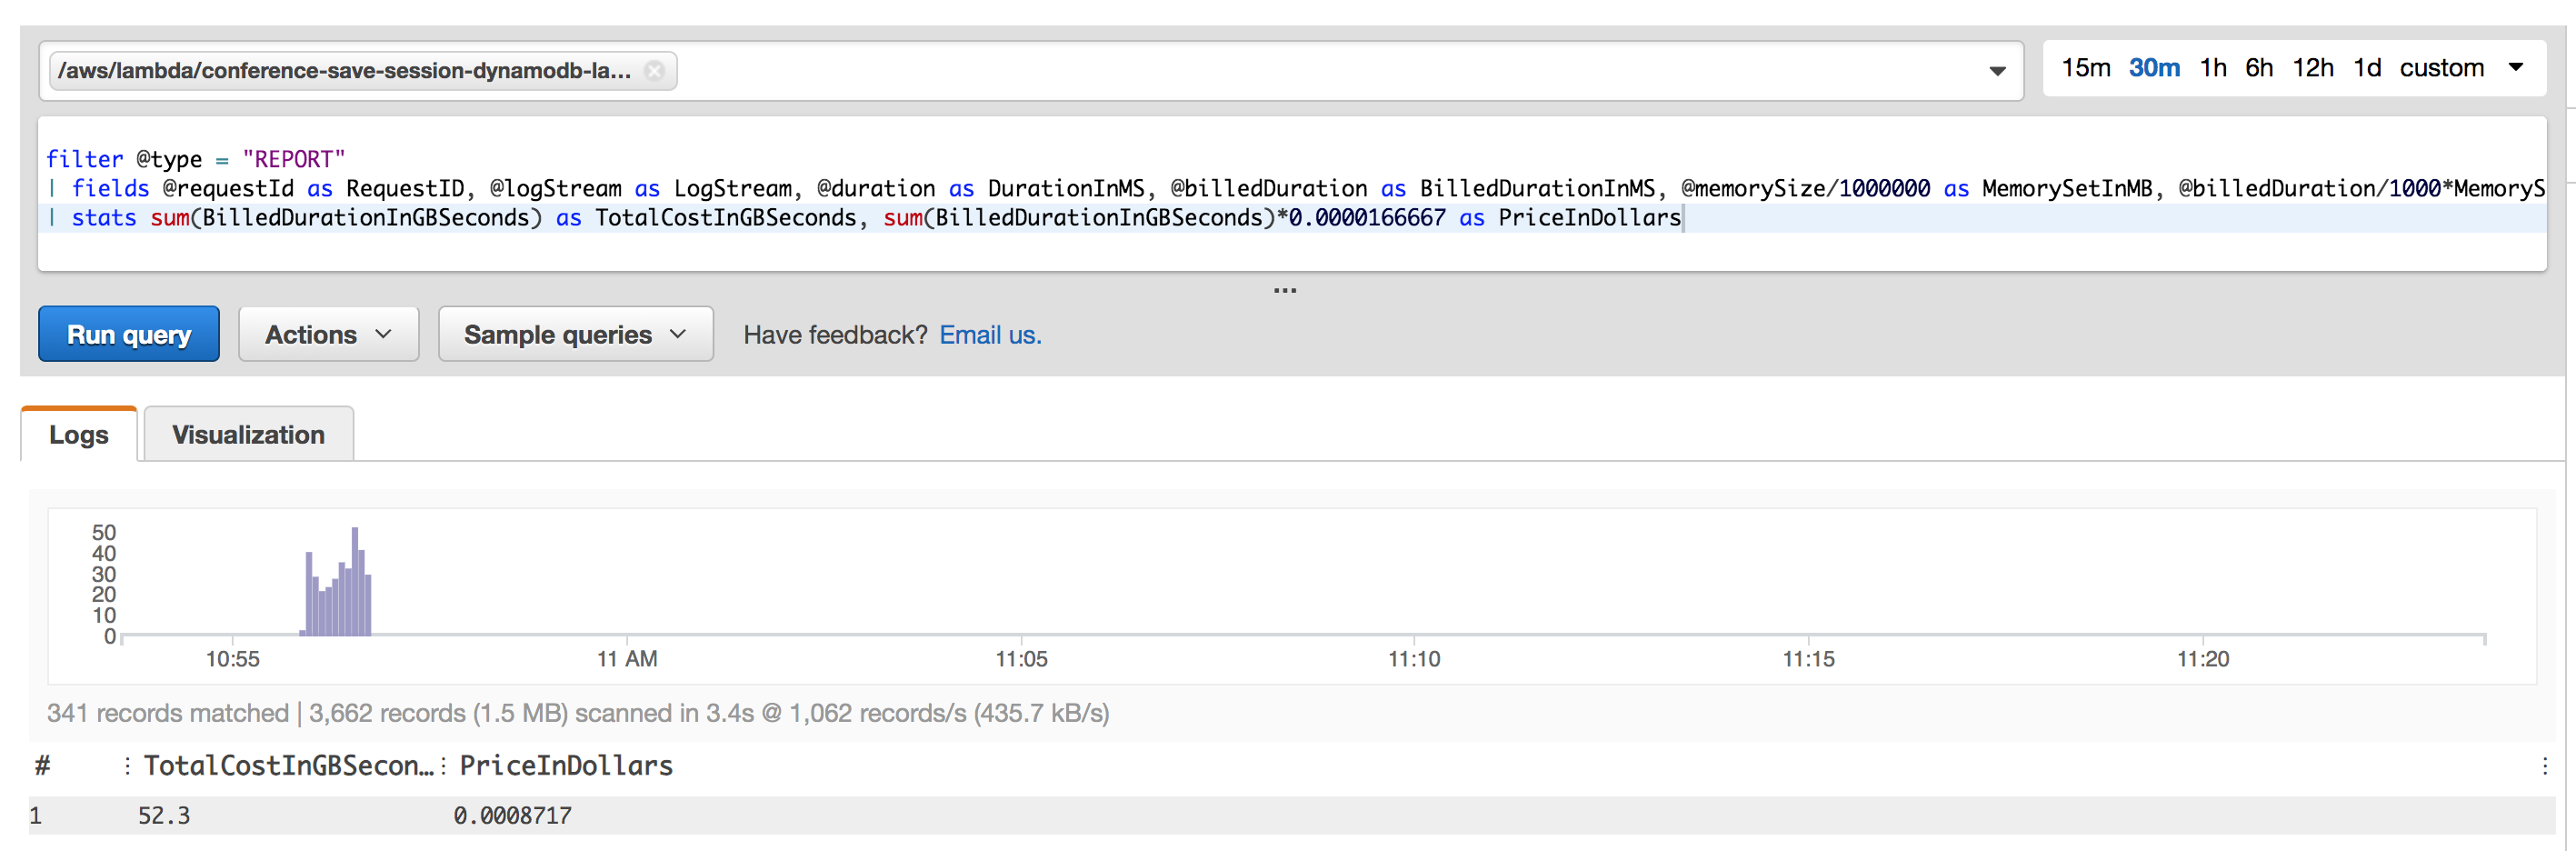 /aws/lambda/conference-save-session-dynamodb-la...
15m 30m 1h 6h 12h 1d custom
filter @type = "REPORT"
| fields @requestId as RequestID, @logStream as LogStream, @duration as DurationInMS, @billedDuration as BilledDurationInMS, @memorySize/1000000 as MemorySetInMB, @billedDuration/1000*MemoryS
| stats sum(BilledDurationInGBSeconds) as TotalCostInGBSeconds, sum(BilledDurationInGBSeconds)*0.0000166667 as PriceInDollars
Run query Actions Sample queries Have feedback? Email us.
Logs Visualization
50
40
30
20
10
0
10:55 11 AM 11:05 11:10 11:15 11:20
341 records matched | 3,662 records (1.5 MB) scanned in 3.4s @ 1,062 records/s (435.7 kB/s)
# TotalCostInGBSecon... PriceInDollars
1 52.3 0.0008717